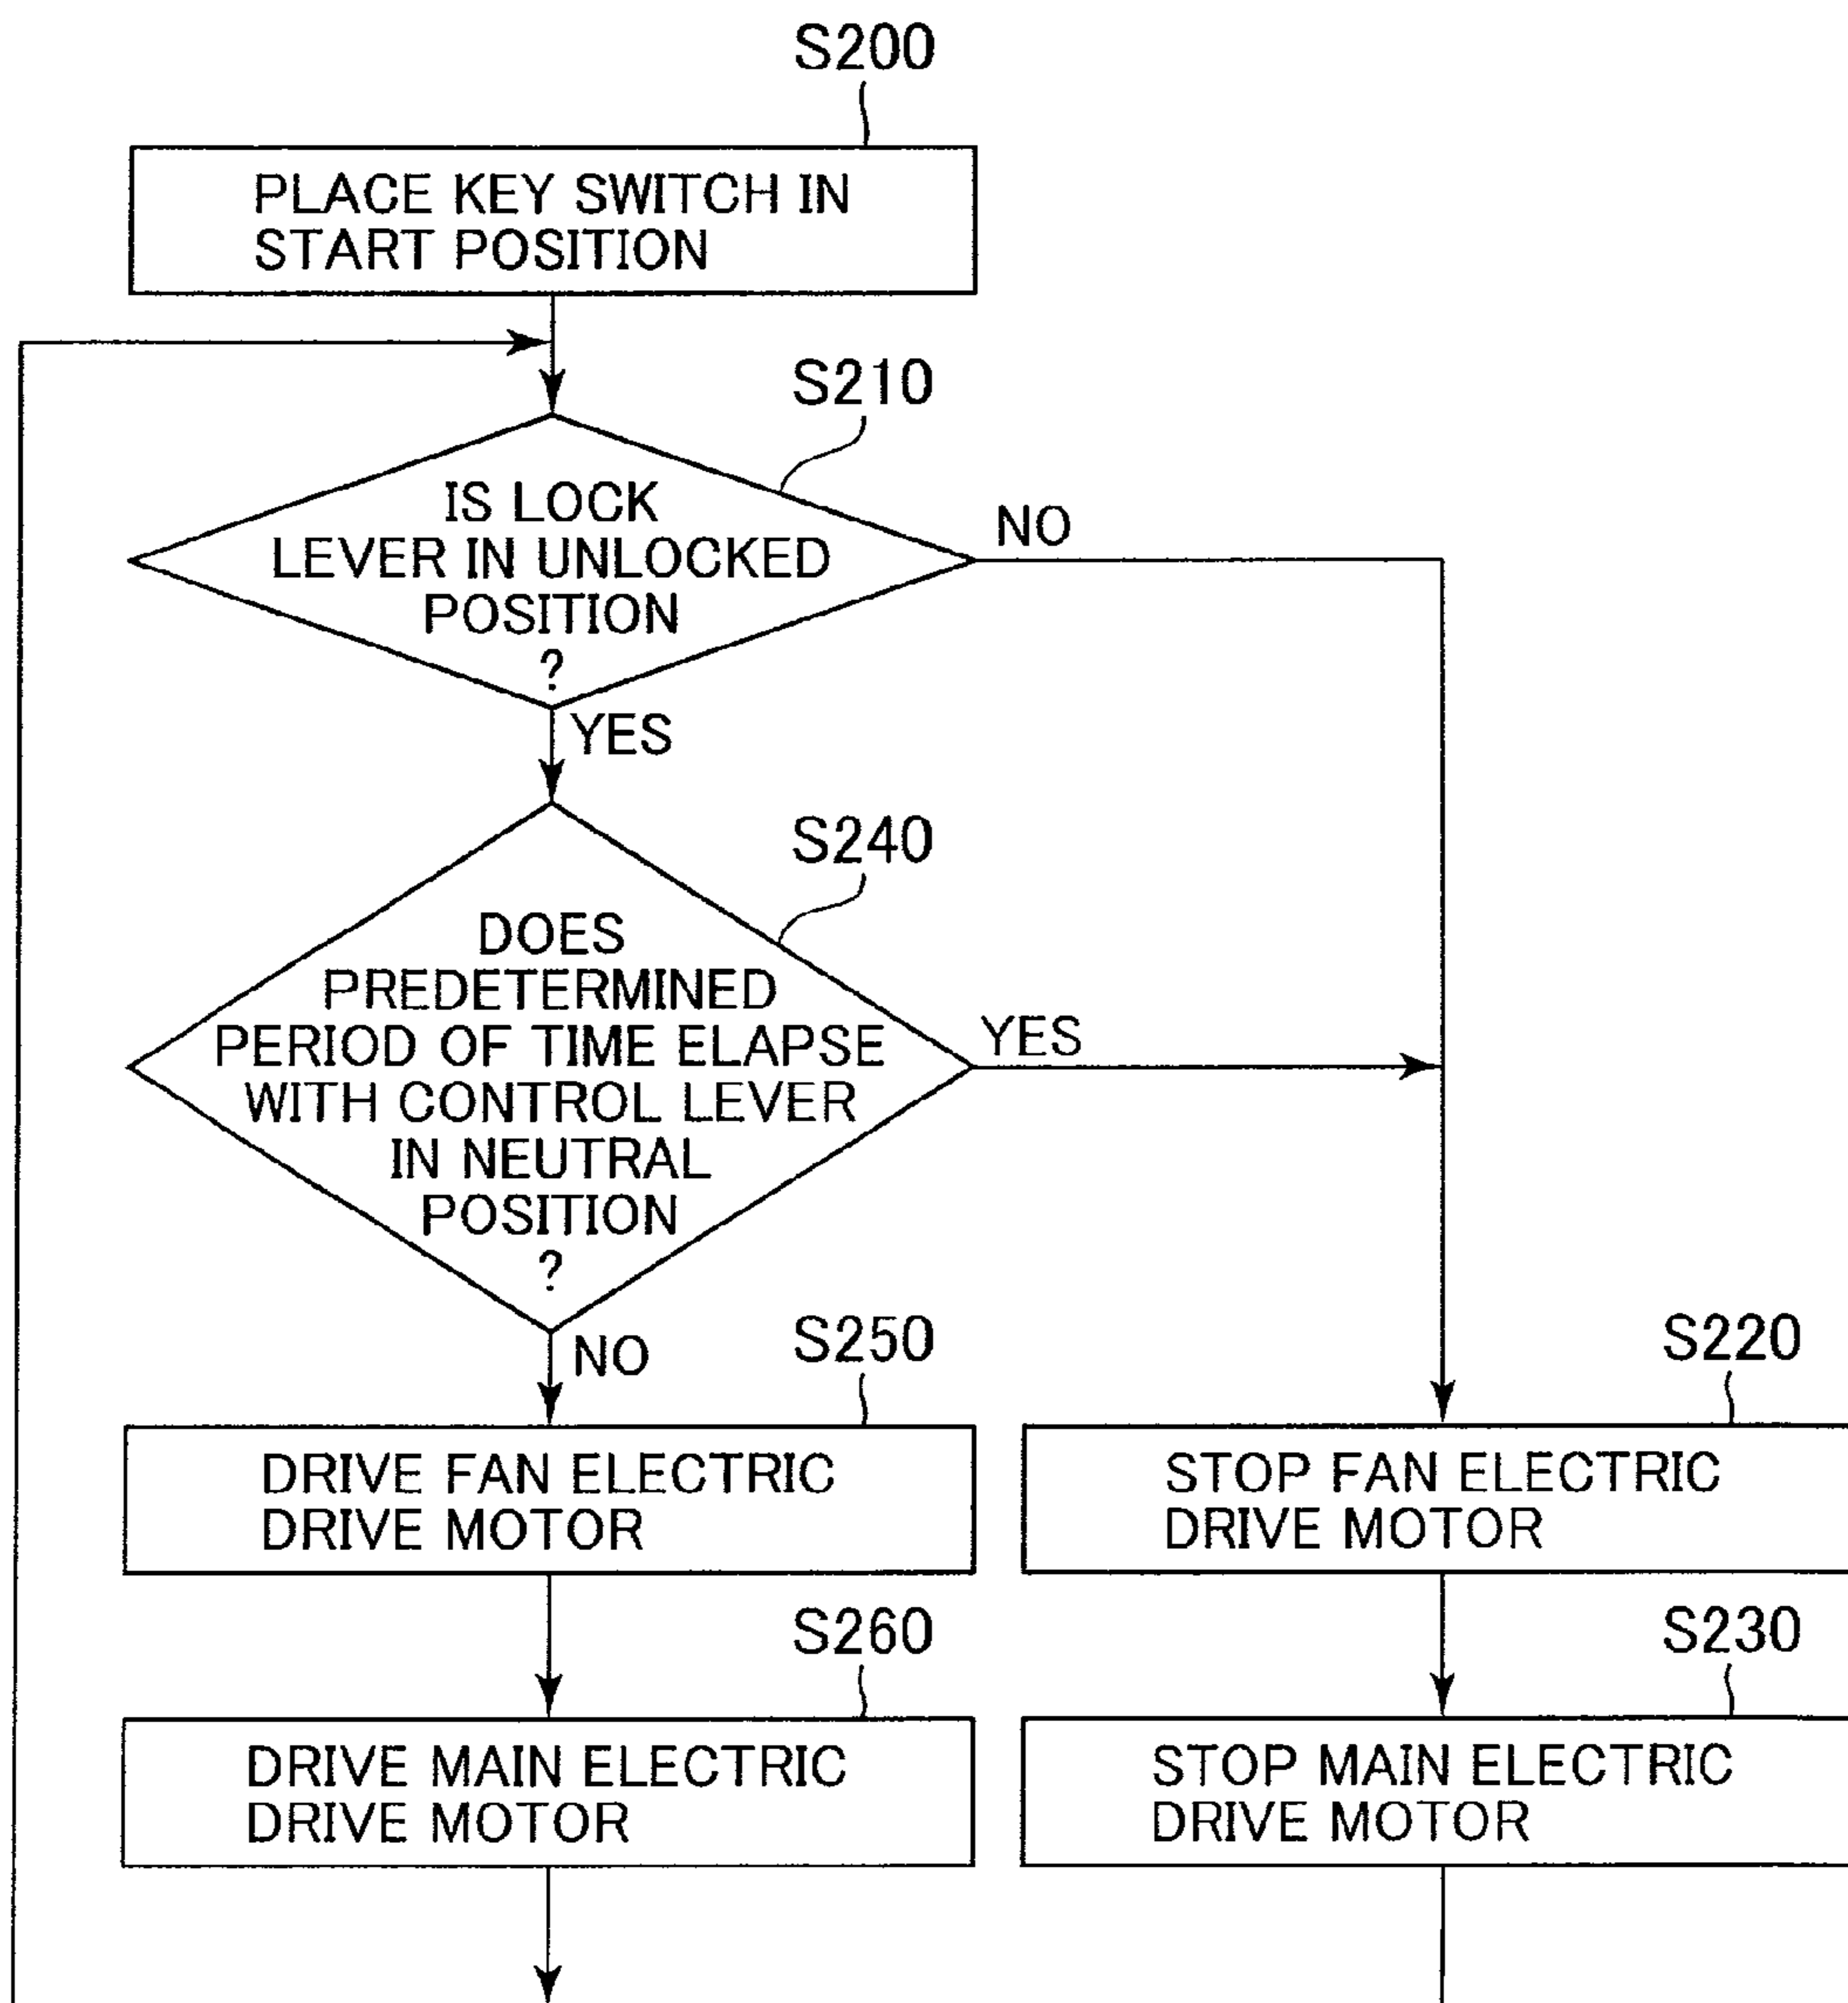 S200
PLACE KEY SWITCH IN
START POSITION
S210
IS LOCK
LEVER IN UNLOCKED
POSITION
?
NO
YES
S240
DOES
PREDETERMINED
PERIOD OF TIME ELAPSE
WITH CONTROL LEVER
IN NEUTRAL
POSITION
?
YES
NO
S250
DRIVE FAN ELECTRIC
DRIVE MOTOR
S220
STOP FAN ELECTRIC
DRIVE MOTOR
S260
DRIVE MAIN ELECTRIC
DRIVE MOTOR
S230
STOP MAIN ELECTRIC
DRIVE MOTOR